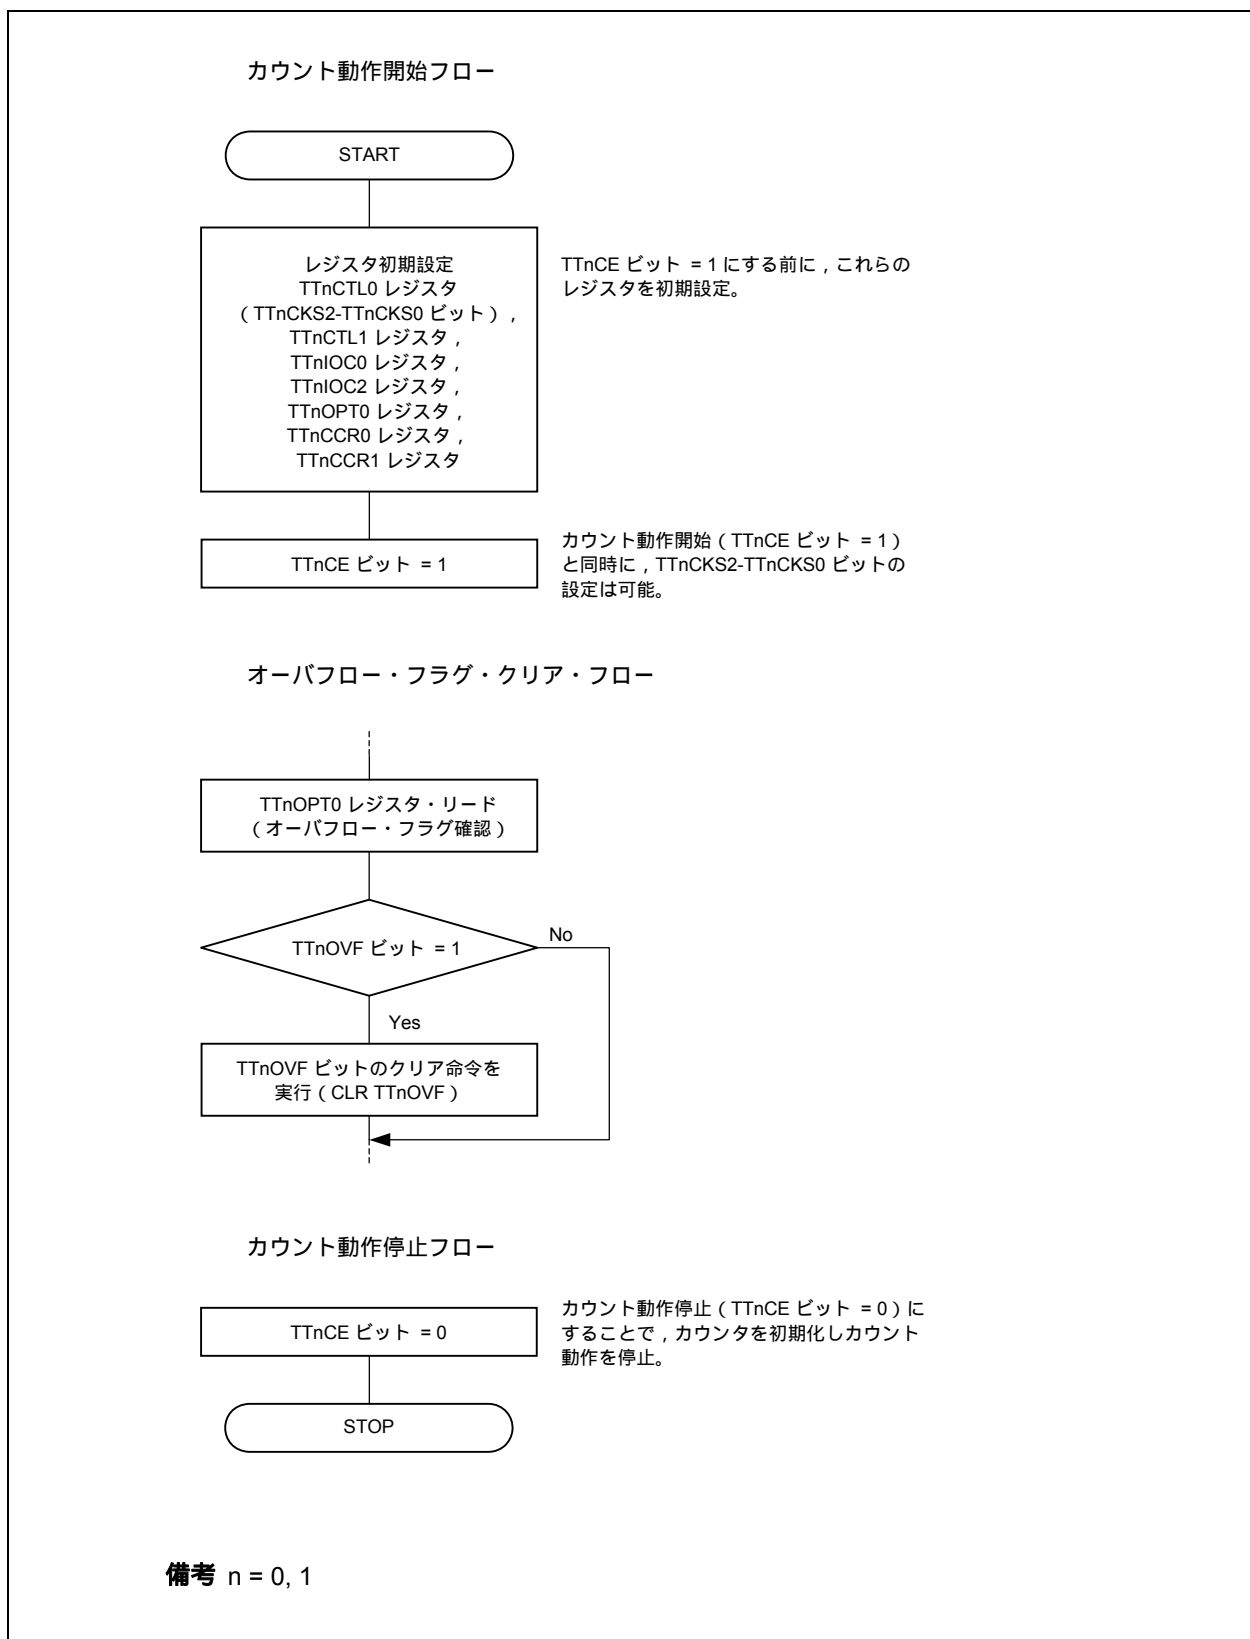 カウント動作開始フロー
START
レジスタ初期設定
TTnCTL0 レジスタ
（TTnCKS2-TTnCKS0 ビット），
TTnCTL1 レジスタ，
TTnIOC0 レジスタ，
TTnIOC2 レジスタ，
TTnOPT0 レジスタ，
TTnCCR0 レジスタ，
TTnCCR1 レジスタ
TTnCE ビット = 1 にする前に，これらの
レジスタを初期設定。
TTnCE ビット = 1
カウント動作開始（TTnCE ビット = 1）
と同時に，TTnCKS2-TTnCKS0 ビットの
設定は可能。
オーバフロー・フラグ・クリア・フロー
TTnOPT0 レジスタ・リード
（オーバフロー・フラグ確認）
TTnOVF ビット = 1
No
Yes
TTnOVF ビットのクリア命令を
実行（CLR TTnOVF）
カウント動作停止フロー
TTnCE ビット = 0
カウント動作停止（TTnCE ビット = 0）に
することで，カウンタを初期化しカウント
動作を停止。
STOP
備考 n = 0, 1